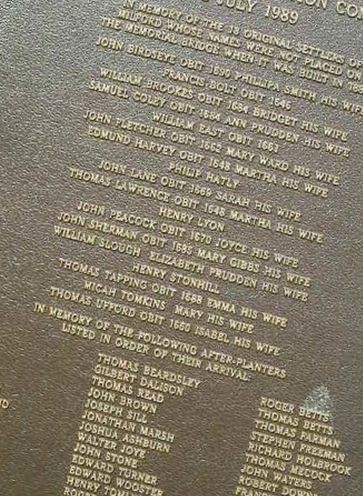 JULY 1989
IN MEMORY OF THE 18 ORIGINAL SETTLERS OF
MILFORD WHOSE NAMES WERE NOT PLACED ON
THE MEMORIAL BRIDGE WHEN IT WAS BUILT IN
JOHN BIRDSEYE OBIT 1690 PHILLIPA SMITH HIS WIFE
FRANCIS BOLT OBIT 1646
WILLIAM BROOKES OBIT 1684 BRIDGET HIS WIFE
SAMUEL COLEY OBIT 1684 ANN PRUDDEN HIS WIFE
WILLIAM EAST OBIT 1681
JOHN FLETCHER OBIT 1662 MARY WARD HIS WIFE
EDMUND HARVEY OBIT 1648 MARTHA HIS WIFE
PHILIP HATLY
JOHN LANE OBIT 1669 SARAH HIS WIFE
THOMAS LAWRENCE OBIT 1648 MARTHA HIS WIFE
HENRY LYON
JOHN PEACOCK OBIT 1670 JOYCE HIS WIFE
JOHN SHERMAN OBIT 1685 MARY GIBBS HIS WIFE
WILLIAM SLOUGH ELIZABETH PRUDDEN HIS WIFE
HENRY STONHILL
THOMAS TAPPING OBIT 1688 EMMA HIS WIFE
MICAH TOMKINS MARY HIS WIFE
THOMAS UFFORD OBIT 1660 ISABEL HIS WIFE
IN MEMORY OF THE FOLLOWING AFTER-PLANTERS
LISTED IN ORDER OF THEIR ARRIVAL:
THOMAS BEARDSLEY
GILBERT DALISON
THOMAS READ
JOHN BROWN
JOSEPH SILL
JONATHAN MARSH
JOSHUA ASHBURN
WALTER JOYE
JOHN STONE
EDWARD TURNER
EDWARD WOOSTER
HENRY TOMLIN
ROGER
ROGER BETTS
THOMAS BETTS
THOMAS FARMAN
STEPHEN FREEMAN
RICHARD HOLBROOK
THOMAS MECOCK
JOHN WATERS
ROBERT